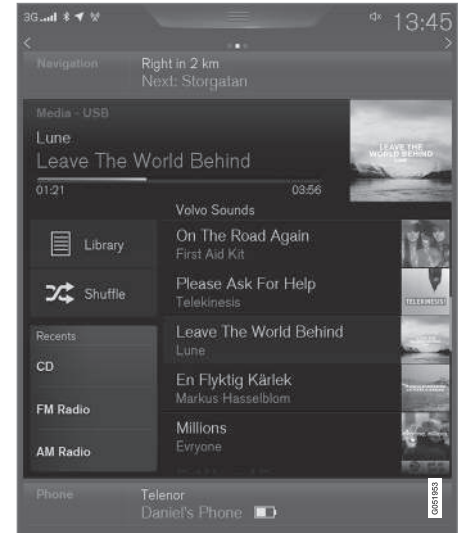 3G 13:45
Navigation Right in 2 km
Next: Storgatan
Media - USB
Lune
Leave The World Behind
01:21 03:56
LEAVE THE
WORLD BEHIND
Volvo Sounds
Library
Shuffle
On The Road Again
First Aid Kit
Please Ask For Help
Telekinesis
TELEKINESIS!
Leave The World Behind
Lune
En Flyktig Kärlek
Markus Hasselblom
Millions
Evryone
Recents
CD
FM Radio
AM Radio
Phone Telenor
Daniel's Phone
G051953